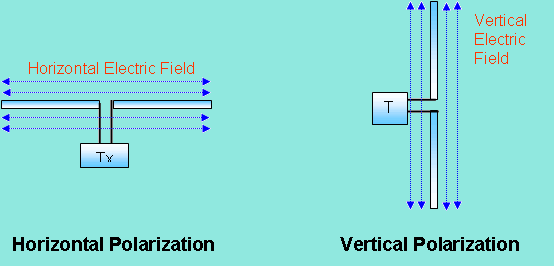 Horizontal Electric Field
Tx
Horizontal Polarization
Vertical
Electric
Field
T
Vertical Polarization